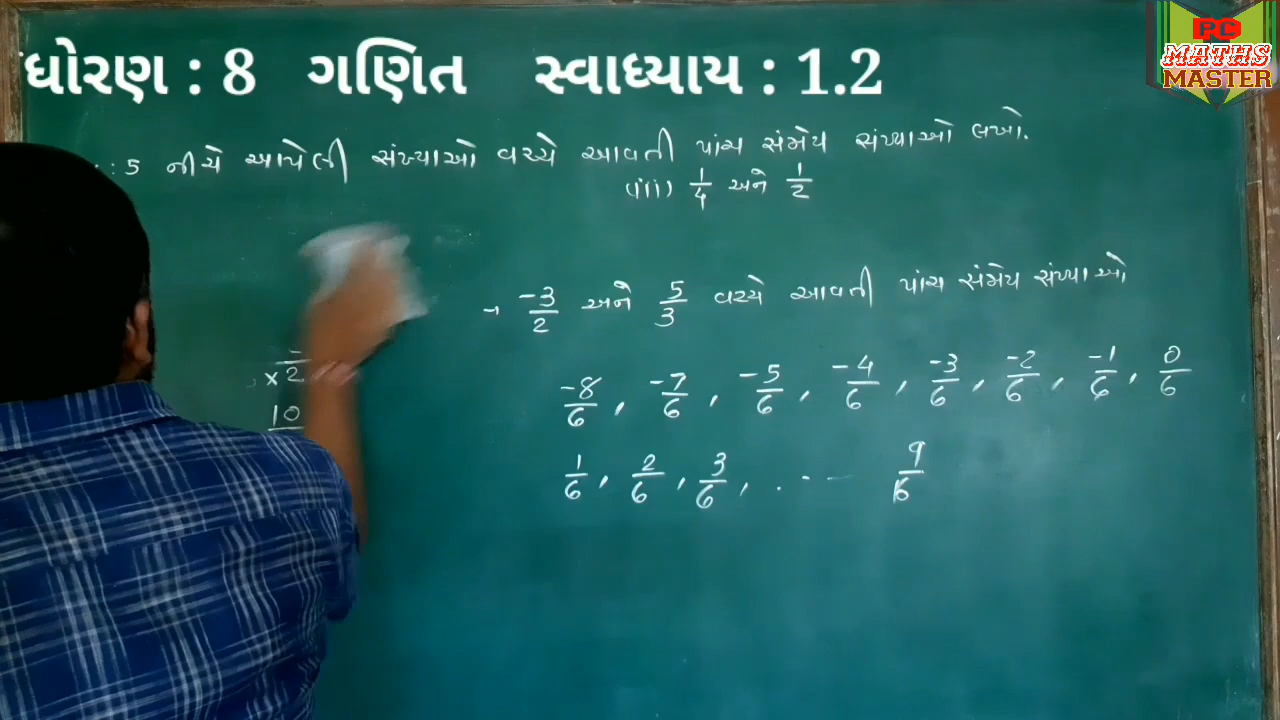 PC
MATHS
MASTER
ધોરણ : 8 ગણિત સ્વાધ્યાય : 1.2
: 5 નીચે આપેલી સંખ્યાઓ વચ્ચે આવતી પાંચ સંમેય સંખ્યાઓ લખો.
(iii) 1/4 અને 1/2
→ -3/2 અને 5/3 વચ્ચે આવતી પાંચ સંમેય સંખ્યાઓ
×2
10
-8/6, -7/6, -5/6, -4/6, -3/6, -2/6, -1/6, 0/6
1/6, 2/6, 3/6, ..... 9/6